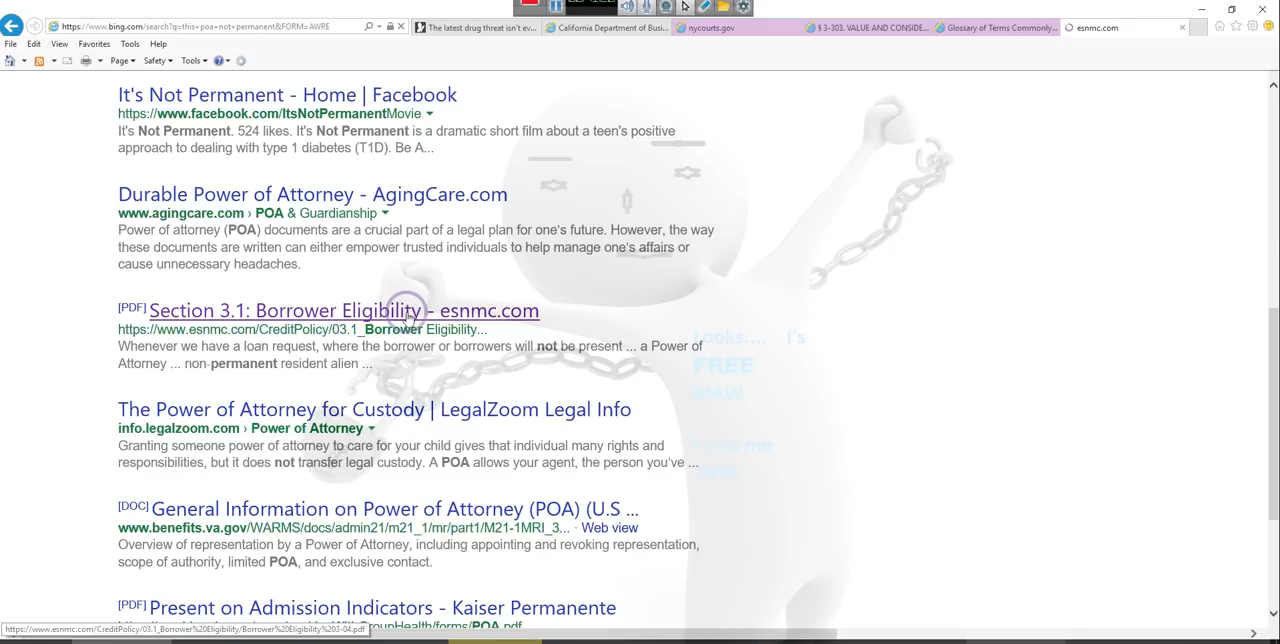 https://www.bing.com/search?q=this+poa+not+permanent&FORM=AWRE
The latest drug threat isn't ev...
California Department of Busi...
nycourts.gov
§ 3-303. VALUE AND CONSIDE...
Glossary of Terms Commonly...
esnmc.com
File Edit View Favorites Tools Help
Page Safety Tools
It's Not Permanent - Home | Facebook
https://www.facebook.com/ItsNotPermanentMovie
It's Not Permanent. 524 likes. It's Not Permanent is a dramatic short film about a teen's positive
approach to dealing with type 1 diabetes (T1D). Be A...
Durable Power of Attorney - AgingCare.com
www.agingcare.com › POA & Guardianship
Power of attorney (POA) documents are a crucial part of a legal plan for one's future. However, the way
these documents are written can either empower trusted individuals to help manage one's affairs or
cause unnecessary headaches.
[PDF] Section 3.1: Borrower Eligibility - esnmc.com
https://www.esnmc.com/CreditPolicy/03.1_Borrower Eligibility...
Whenever we have a loan request, where the borrower or borrowers will not be present ... a Power of
Attorney ... non-permanent resident alien ...
Looks.... I's
FREE
The Power of Attorney for Custody | LegalZoom Legal Info
info.legalzoom.com › Power of Attorney
Granting someone power of attorney to care for your child gives that individual many rights and
responsibilities, but it does not transfer legal custody. A POA allows your agent, the person you've ...
[DOC] General Information on Power of Attorney (POA) (U.S ...
www.benefits.va.gov/WARMS/docs/admin21/m21_1/mr/part1/M21-1MRI_3... · Web view
Overview of representation by a Power of Attorney, including appointing and revoking representation,
scope of authority, limited POA, and exclusive contact.
[PDF] Present on Admission Indicators - Kaiser Permanente
https://www.esnmc.com/CreditPolicy/03.1_Borrower%20Eligibility/Borrower%20Eligibility%203-04.pdf